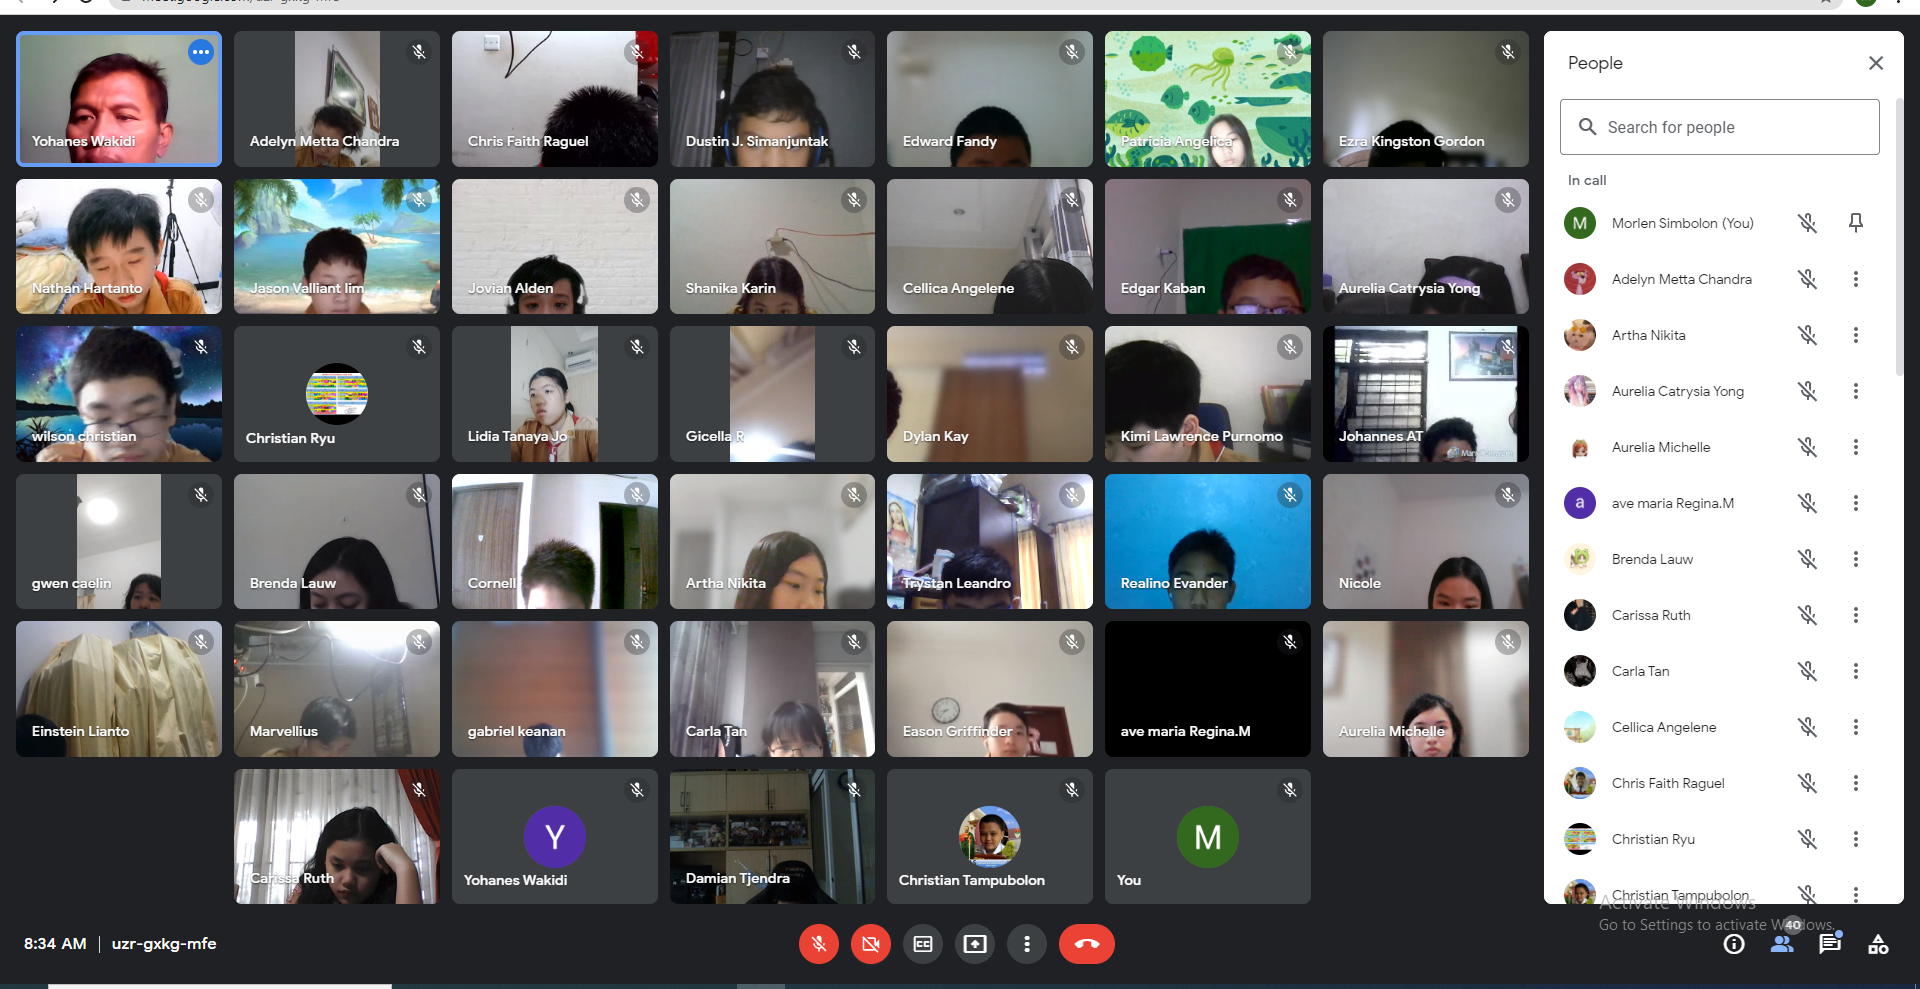 Yohanes Wakidi
Adelyn Metta Chandra
Chris Faith Raguel
Dustin J. Simanjuntak
Edward Fandy
Patricia Angelica
Ezra Kingston Gordon
Nathan Hartanto
Jason Valliant lim
Jovian Alden
Shanika Karin
Cellica Angelene
Edgar Kaban
Aurelia Catrysia Yong
wilson christian
Christian Ryu
Lidia Tanaya Jo
Gicella R
Dylan Kay
Kimi Lawrence Purnomo
Johannes AT
gwen caelin
Brenda Lauw
Cornell
Artha Nikita
Trystan Leandro
Realino Evander
Nicole
Einstein Lianto
Marvellius
gabriel keanan
Carla Tan
Eason Griffinder
ave maria Regina.M
Aurelia Michelle
Carissa Ruth
Y
Yohanes Wakidi
Damian Tjendra
Christian Tampubolon
M
You
People
Search for people
In call
M Morlen Simbolon (You)
Adelyn Metta Chandra
Artha Nikita
Aurelia Catrysia Yong
Aurelia Michelle
a ave maria Regina.M
Brenda Lauw
Carissa Ruth
Carla Tan
Cellica Angelene
Chris Faith Raguel
Christian Ryu
Christian Tampubolon
Activate Windows
Go to Settings to activate Windows.
8:34 AM | uzr-gxkg-mfe
CC
40